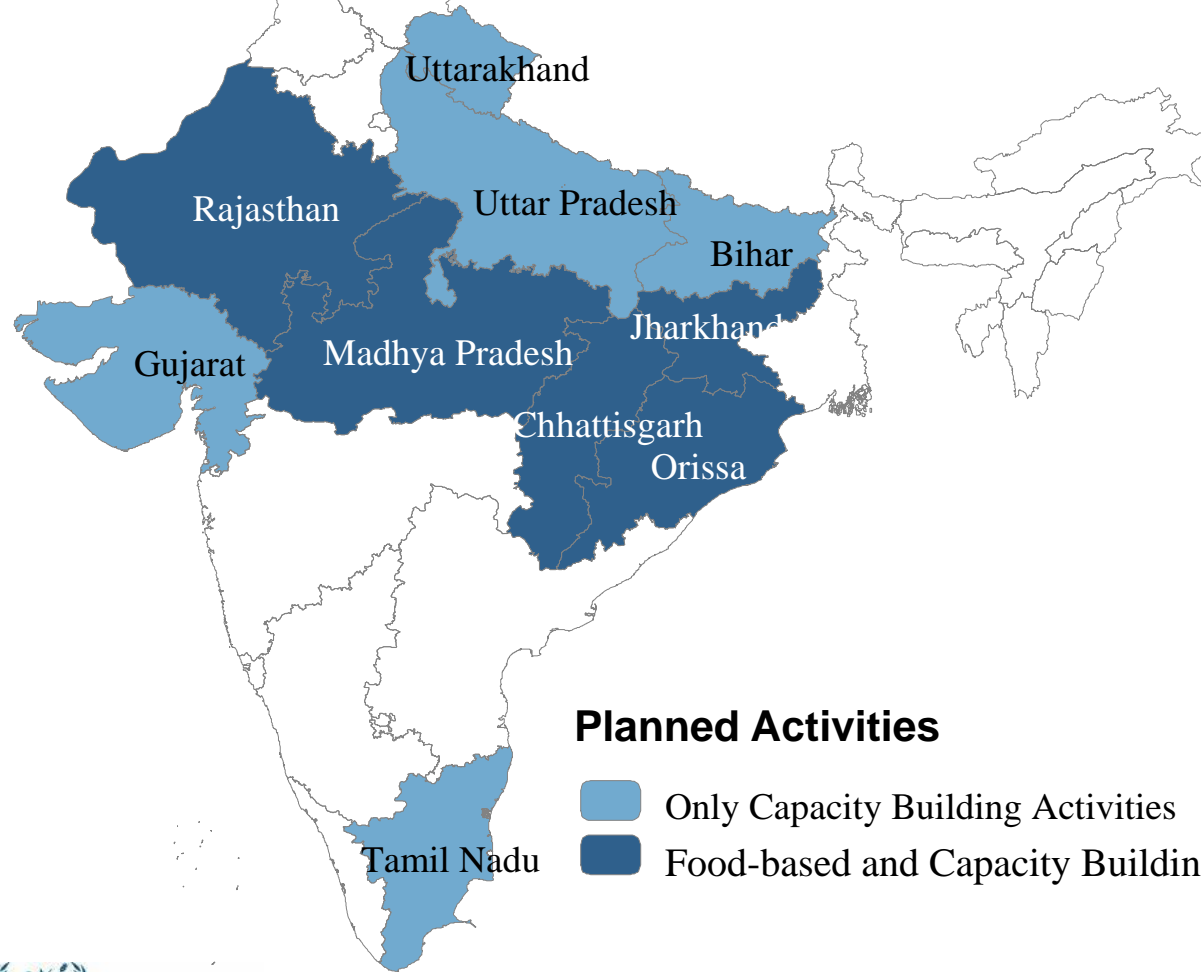 Uttarakhand
Rajasthan
Uttar Pradesh
Bihar
Jharkhand
Madhya Pradesh
Gujarat
Chhattisgarh
Orissa
Planned Activities
Only Capacity Building Activities
Food-based and Capacity Buildin
Tamil Nadu